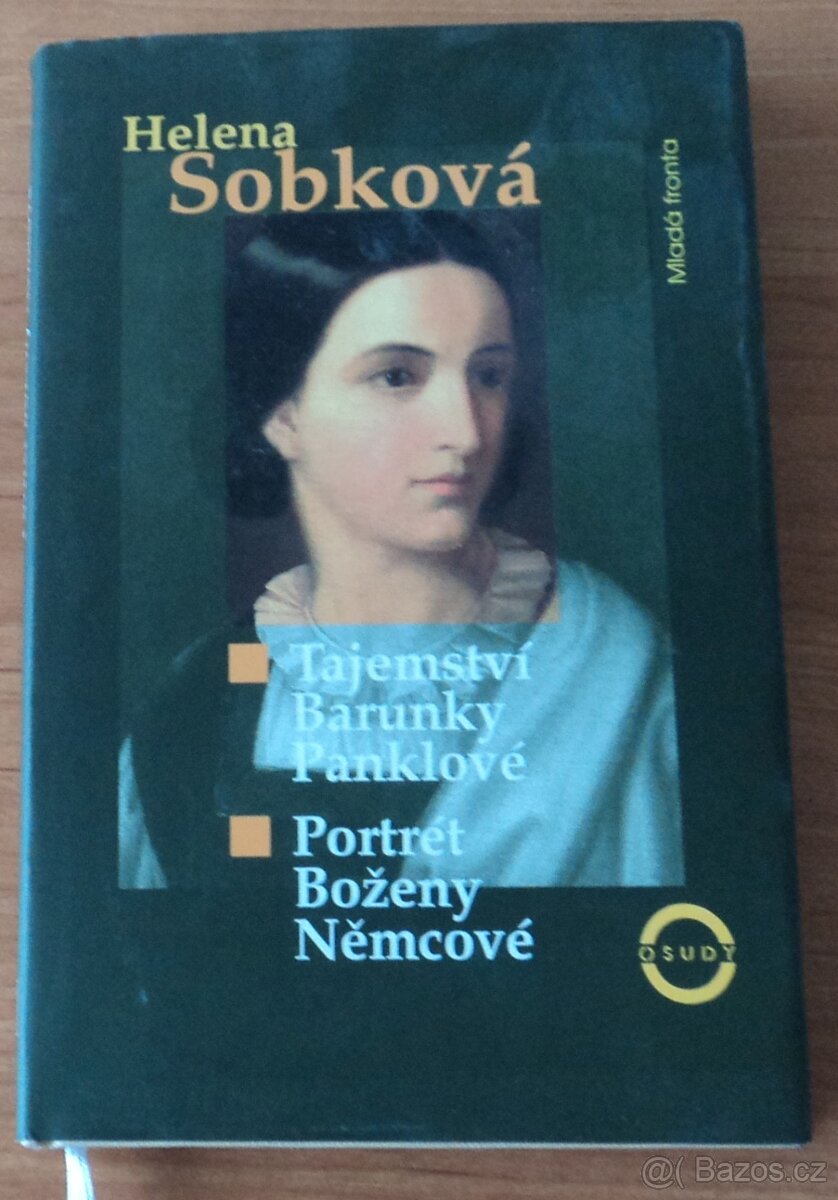 Helena
Sobková
Mladá fronta
Tajemství
Barunky
Panklové
Portrét
Boženy
Němcové
OSUDY
@( Bazos.cz